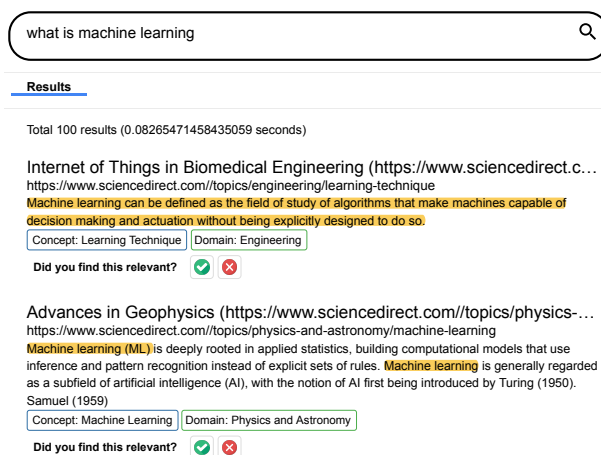 what is machine learning
Results
Total 100 results (0.08265471458435059 seconds)
Internet of Things in Biomedical Engineering (https://www.sciencedirect.c…
https://www.sciencedirect.com//topics/engineering/learning-technique
Machine learning can be defined as the field of study of algorithms that make machines capable of
decision making and actuation without being explicitly designed to do so.
Concept: Learning Technique Domain: Engineering
Did you find this relevant?
Advances in Geophysics (https://www.sciencedirect.com//topics/physics-…
https://www.sciencedirect.com//topics/physics-and-astronomy/machine-learning
Machine learning (ML) is deeply rooted in applied statistics, building computational models that use
inference and pattern recognition instead of explicit sets of rules. Machine learning is generally regarded
as a subfield of artificial intelligence (AI), with the notion of AI first being introduced by Turing (1950).
Samuel (1959)
Concept: Machine Learning Domain: Physics and Astronomy
Did you find this relevant?